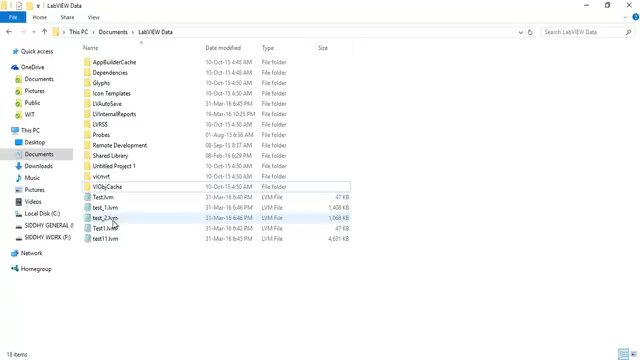 LabVIEW Data
File Home Share View
This PC > Documents > LabVIEW Data
Search LabVIEW Data
Name Date modified Type Size
Quick access
OneDrive
Documents
Pictures
Public
WIT
This PC
Desktop
Documents
Downloads
Music
Pictures
Videos
Local Disk (C:)
SIDDHY GENERAL (
SIDDHY WORK (F:)
Network
Homegroup
AppBuilderCache 10-Oct-15 4:48 AM File folder
Dependencies 10-Oct-15 4:48 AM File folder
Glyphs 10-Oct-15 4:50 AM File folder
Icon Templates 10-Oct-15 4:50 AM File folder
LVAutoSave 31-Mar-16 6:45 PM File folder
LVInternalReports 19-Mar-16 10:25 PM File folder
LVRSS 10-Oct-15 4:50 AM File folder
Probes 01-Aug-15 6:36 AM File folder
Remote Development 08-Sep-15 8:37 AM File folder
Shared Library 08-Feb-16 6:29 PM File folder
Untitled Project 1 10-Oct-15 4:50 AM File folder
vicnvrt 10-Oct-15 4:50 AM File folder
VIObjCache 10-Oct-15 4:50 AM File folder
Test.lvm 31-Mar-16 6:40 PM LVM File 47 KB
test_1.lvm 31-Mar-16 6:46 PM LVM File 1,408 KB
test_2.lvm 31-Mar-16 6:46 PM LVM File 1,068 KB
Test1.lvm 31-Mar-16 6:42 PM LVM File 47 KB
test11.lvm 31-Mar-16 6:45 PM LVM File 4,631 KB
18 items